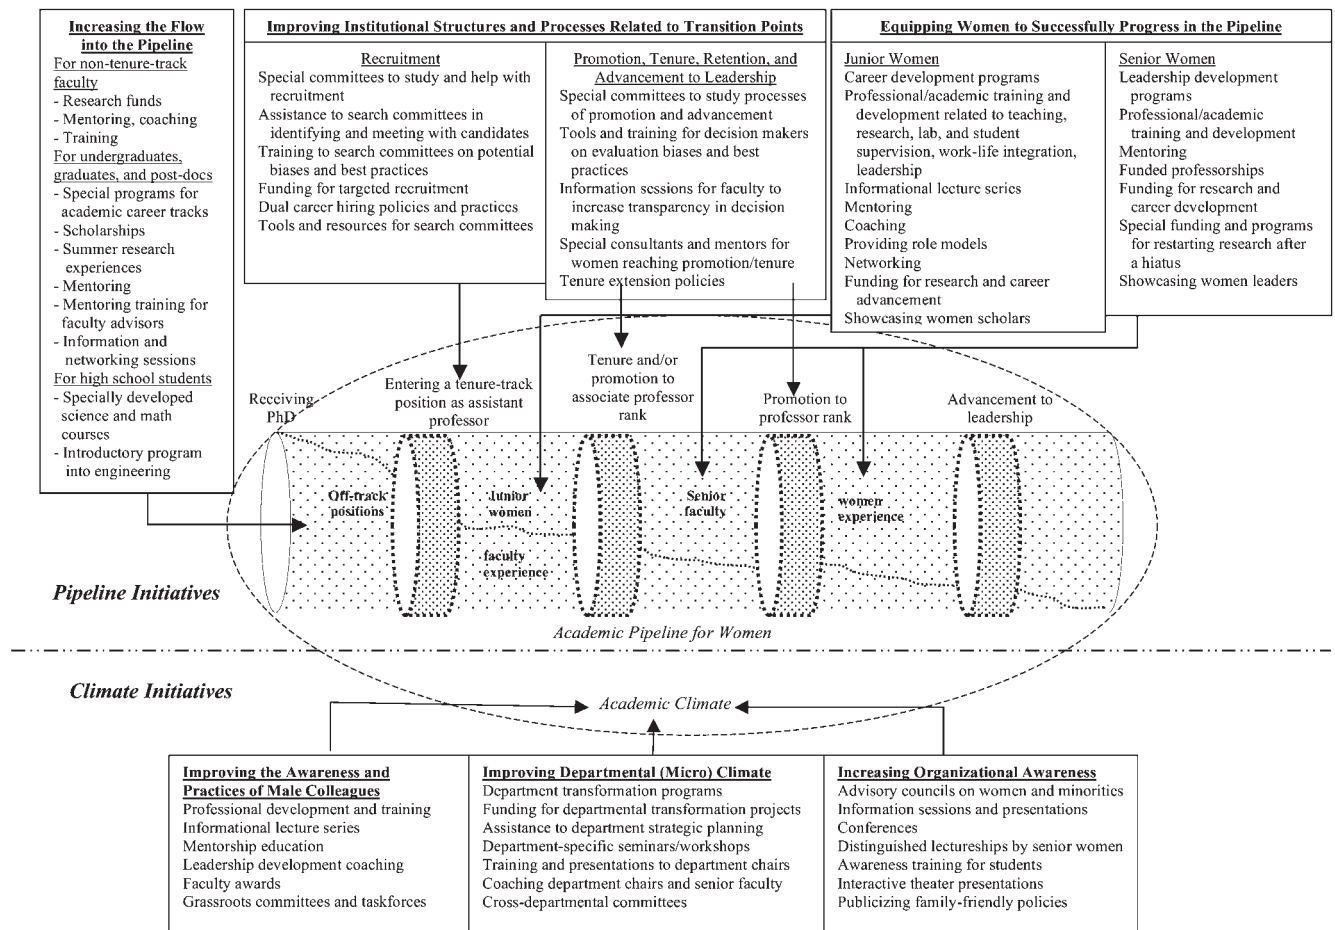 Increasing the Flow
into the Pipeline
For non-tenure-track
faculty
- Research funds
- Mentoring, coaching
- Training
For undergraduates,
graduates, and post-docs
- Special programs for
academic career tracks
- Scholarships
- Summer research
experiences
- Mentoring
- Mentoring training for
faculty advisors
- Information and
networking sessions
For high school students
- Specially developed
science and math
courses
- Introductory program
into engineering
Improving Institutional Structures and Processes Related to Transition Points
Recruitment
Special committees to study and help with
recruitment
Assistance to search committees in
identifying and meeting with candidates
Training to search committees on potential
biases and best practices
Funding for targeted recruitment
Dual career hiring policies and practices
Tools and resources for search committees
Promotion, Tenure, Retention, and
Advancement to Leadership
Special committees to study processes
of promotion and advancement
Tools and training for decision makers
on evaluation biases and best
practices
Information sessions for faculty to
increase transparency in decision
making
Special consultants and mentors for
women reaching promotion/tenure
Tenure extension policies
Equipping Women to Successfully Progress in the Pipeline
Junior Women
Career development programs
Professional/academic training and
development related to teaching,
research, lab, and student
supervision, work-life integration,
leadership
Informational lecture series
Mentoring
Coaching
Providing role models
Networking
Funding for research and career
advancement
Showcasing women scholars
Senior Women
Leadership development
programs
Professional/academic
training and development
Mentoring
Funded professorships
Funding for research and
career development
Special funding and programs
for restarting research after
a hiatus
Showcasing women leaders
Receiving
PhD
Entering a tenure-track
position as assistant
professor
Tenure and/or
promotion to
associate professor
rank
Promotion to
professor rank
Advancement to
leadership
Off-track
positions
Junior
women
faculty
experience
Senior
faculty
women
experience
Pipeline Initiatives
Academic Pipeline for Women
Climate Initiatives
Academic Climate
Improving the Awareness and
Practices of Male Colleagues
Professional development and training
Informational lecture series
Mentorship education
Leadership development coaching
Faculty awards
Grassroots committees and taskforces
Improving Departmental (Micro) Climate
Department transformation programs
Funding for departmental transformation projects
Assistance to department strategic planning
Department-specific seminars/workshops
Training and presentations to department chairs
Coaching department chairs and senior faculty
Cross-departmental committees
Increasing Organizational Awareness
Advisory councils on women and minorities
Information sessions and presentations
Conferences
Distinguished lectureships by senior women
Awareness training for students
Interactive theater presentations
Publicizing family-friendly policies